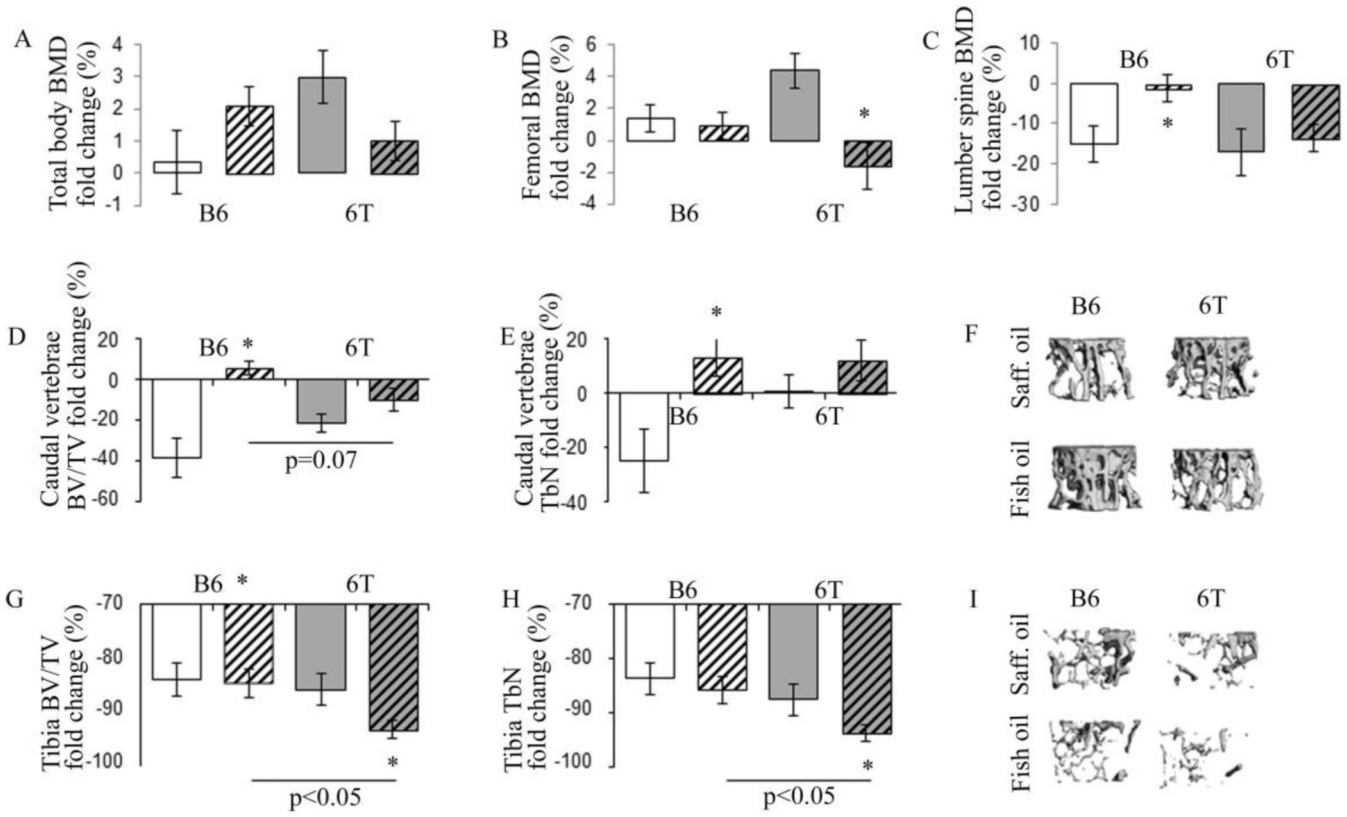 A
Total body BMD
fold change (%)
4
3
2
1
0
-1
B6
6T
B
Femoral BMD
fold change (%)
6
4
2
0
-2
-4
*
B6
6T
C
Lumber spine BMD
fold change (%)
10
0
-10
-20
-30
B6
6T
*
D
Caudal vertebrae
BV/TV fold change (%)
20
0
-20
-40
-60
B6
*
6T
p=0.07
E
Caudal vertebrae
TbN fold change (%)
20
0
-20
-40
*
B6
6T
F
B6
6T
Saff. oil
Fish oil
G
Tibia BV/TV
fold change (%)
-70
-80
-90
-100
B6
*
6T
*
p<0.05
H
Tibia TbN
fold change (%)
-70
-80
-90
-100
B6
6T
*
p<0.05
I
B6
6T
Saff. oil
Fish oil